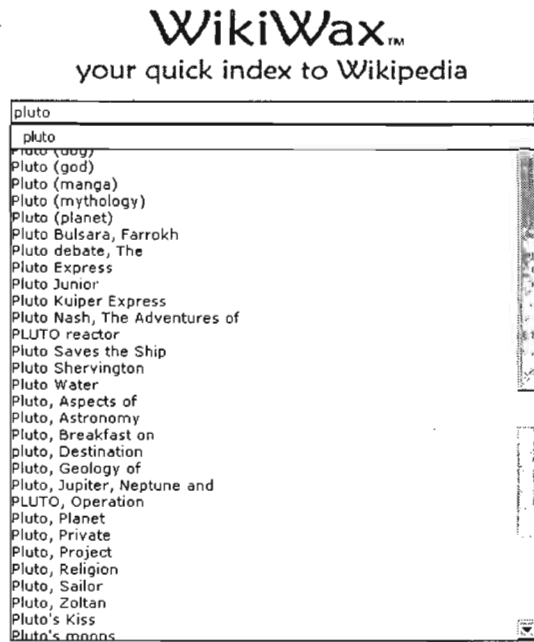 WikiWax™
your quick index to Wikipedia
pluto
pluto
Pluto (dog)
Pluto (god)
Pluto (manga)
Pluto (mythology)
Pluto (planet)
Pluto Bulsara, Farrokh
Pluto debate, The
Pluto Express
Pluto Junior
Pluto Kuiper Express
Pluto Nash, The Adventures of
PLUTO reactor
Pluto Saves the Ship
Pluto Shervington
Pluto Water
Pluto, Aspects of
Pluto, Astronomy
Pluto, Breakfast on
pluto, Destination
Pluto, Geology of
Pluto, Jupiter, Neptune and
PLUTO, Operation
Pluto, Planet
Pluto, Private
Pluto, Project
Pluto, Religion
Pluto, Sailor
Pluto, Zoltan
Pluto's Kiss
Pluto's moons